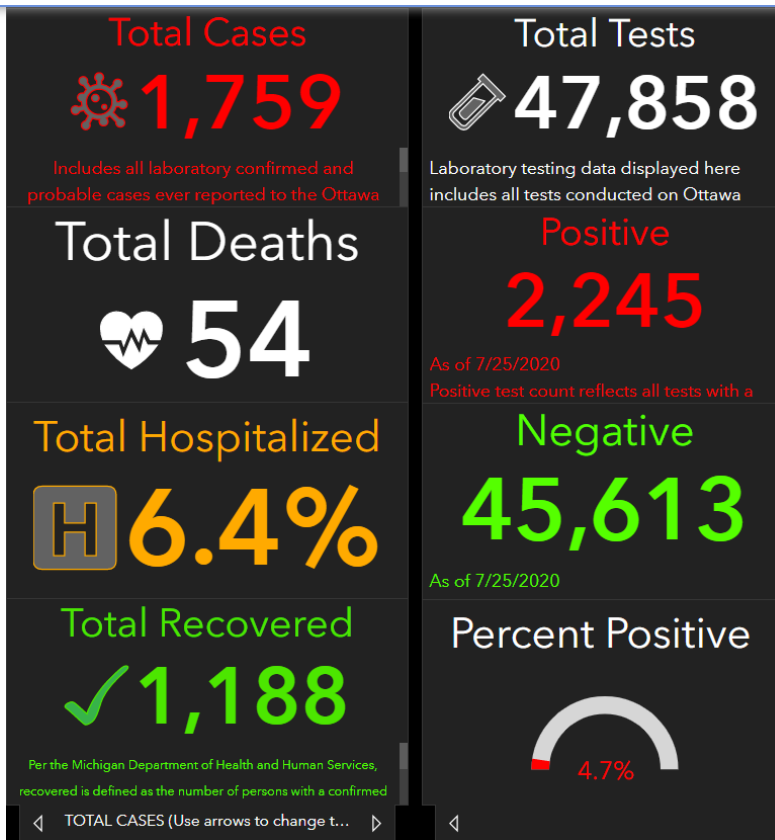 Total Cases
1,759
Includes all laboratory confirmed and
probable cases ever reported to the Ottawa
Total Deaths
54
Total Hospitalized
H 6.4%
Total Recovered
1,188
Per the Michigan Department of Health and Human Services,
recovered is defined as the number of persons with a confirmed
TOTAL CASES (Use arrows to change t...
Total Tests
47,858
Laboratory testing data displayed here
includes all tests conducted on Ottawa
Positive
2,245
As of 7/25/2020
Positive test count reflects all tests with a
Negative
45,613
As of 7/25/2020
Percent Positive
4.7%